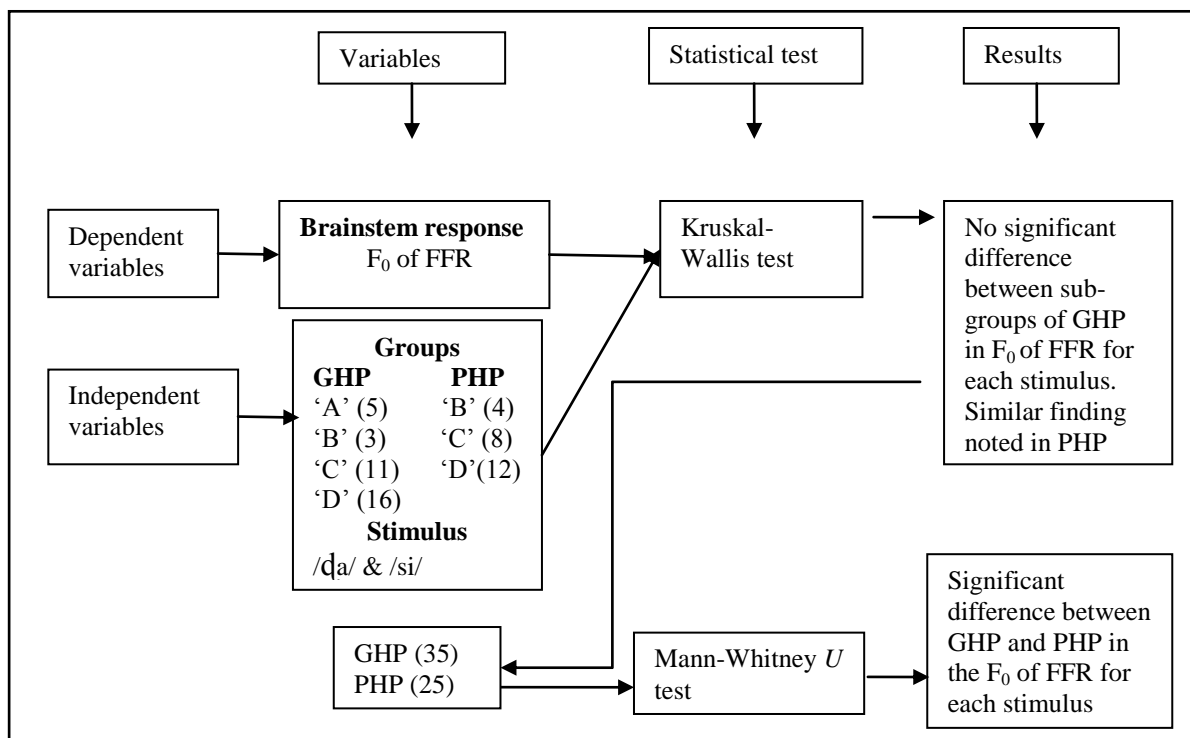 Variables
Statistical test
Results
Dependent
variables
Brainstem response
F₀ of FFR
Kruskal-
Wallis test
No significant
difference
between sub-
groups of GHP
in F₀ of FFR for
each stimulus.
Similar finding
noted in PHP
Independent
variables
Groups
GHP PHP
‘A’ (5) ‘B’ (4)
‘B’ (3) ‘C’ (8)
‘C’ (11) ‘D’(12)
‘D’ (16)
Stimulus
/ɖa/ & /si/
GHP (35)
PHP (25)
Mann-Whitney U
test
Significant
difference between
GHP and PHP in
the F₀ of FFR for
each stimulus